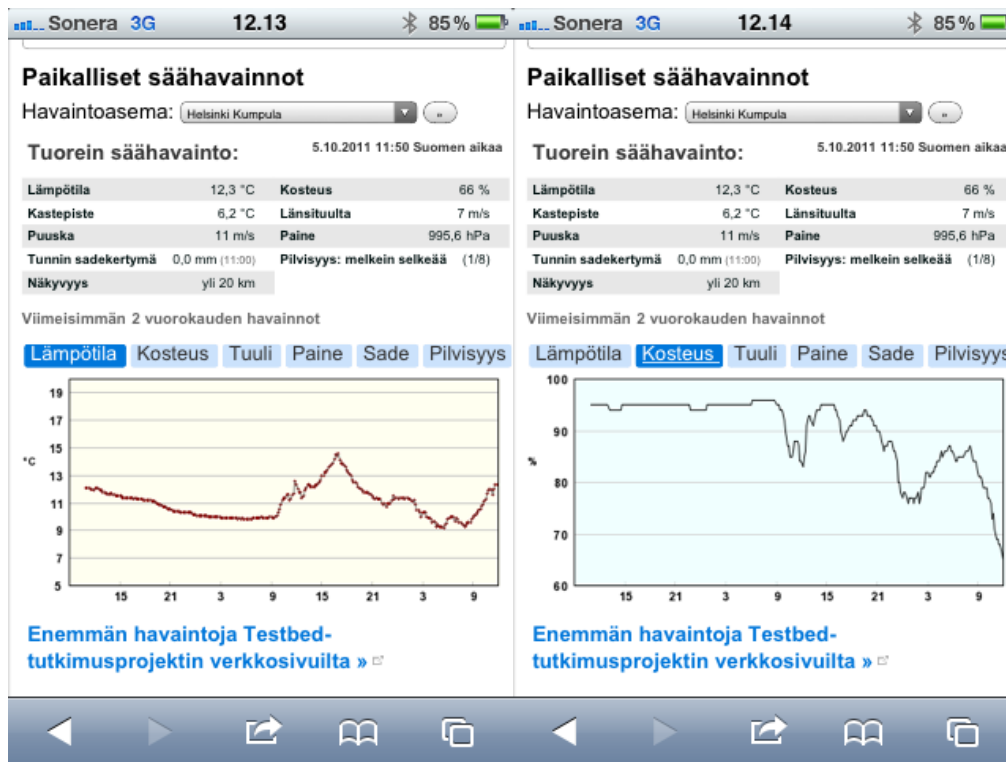 Sonera 3G 12.13 85 %
Paikalliset säähavainnot
Havaintoasema: Helsinki Kumpula »
Tuorein säähavainto: 5.10.2011 11:50 Suomen aikaa
Lämpötila 12,3 °C Kosteus 66 %
Kastepiste 6,2 °C Länsituulta 7 m/s
Puuska 11 m/s Paine 995,6 hPa
Tunnin sadekertymä 0,0 mm (11:00) Pilvisyys: melkein selkeää (1/8)
Näkyvyys yli 20 km
Viimeisimmän 2 vuorokauden havainnot
Lämpötila Kosteus Tuuli Paine Sade Pilvisyys
19
17
15
°C
13
11
9
7
5
15 21 3 9 15 21 3 9
Enemmän havaintoja Testbed-
tutkimusprojektin verkkosivuilta »
Sonera 3G 12.14 85 %
Paikalliset säähavainnot
Havaintoasema: Helsinki Kumpula »
Tuorein säähavainto: 5.10.2011 11:50 Suomen aikaa
Lämpötila 12,3 °C Kosteus 66 %
Kastepiste 6,2 °C Länsituulta 7 m/s
Puuska 11 m/s Paine 995,6 hPa
Tunnin sadekertymä 0,0 mm (11:00) Pilvisyys: melkein selkeää (1/8)
Näkyvyys yli 20 km
Viimeisimmän 2 vuorokauden havainnot
Lämpötila Kosteus Tuuli Paine Sade Pilvisyys
100
90
%
80
70
60
15 21 3 9 15 21 3 9
Enemmän havaintoja Testbed-
tutkimusprojektin verkkosivuilta »